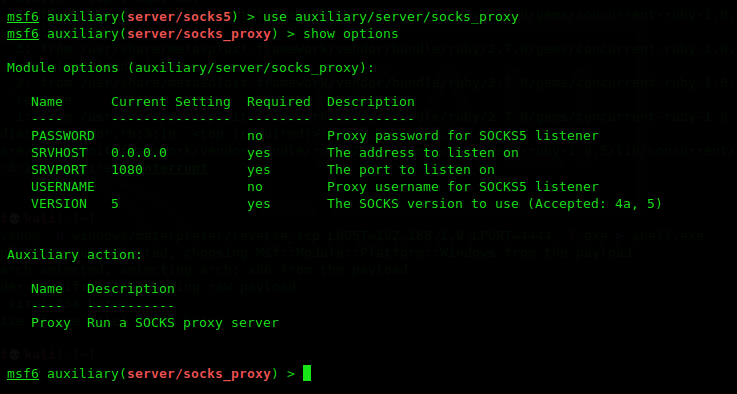 msf6 auxiliary(server/socks5) > use auxiliary/server/socks_proxy
msf6 auxiliary(server/socks_proxy) > show options
Module options (auxiliary/server/socks_proxy):
Name Current Setting Required Description
---- --------------- -------- -----------
PASSWORD no Proxy password for SOCKS5 listener
SRVHOST 0.0.0.0 yes The address to listen on
SRVPORT 1080 yes The port to listen on
USERNAME no Proxy username for SOCKS5 listener
VERSION 5 yes The SOCKS version to use (Accepted: 4a, 5)
Auxiliary action:
Name Description
---- -----------
Proxy Run a SOCKS proxy server
msf6 auxiliary(server/socks_proxy) >